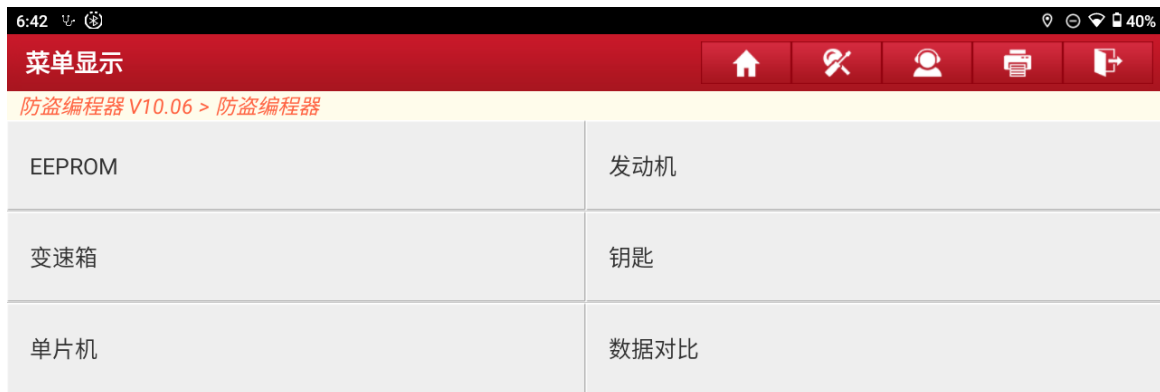 6:42 40%
菜单显示
防盗编程器 V10.06 > 防盗编程器
EEPROM 发动机
变速箱 钥匙
单片机 数据对比